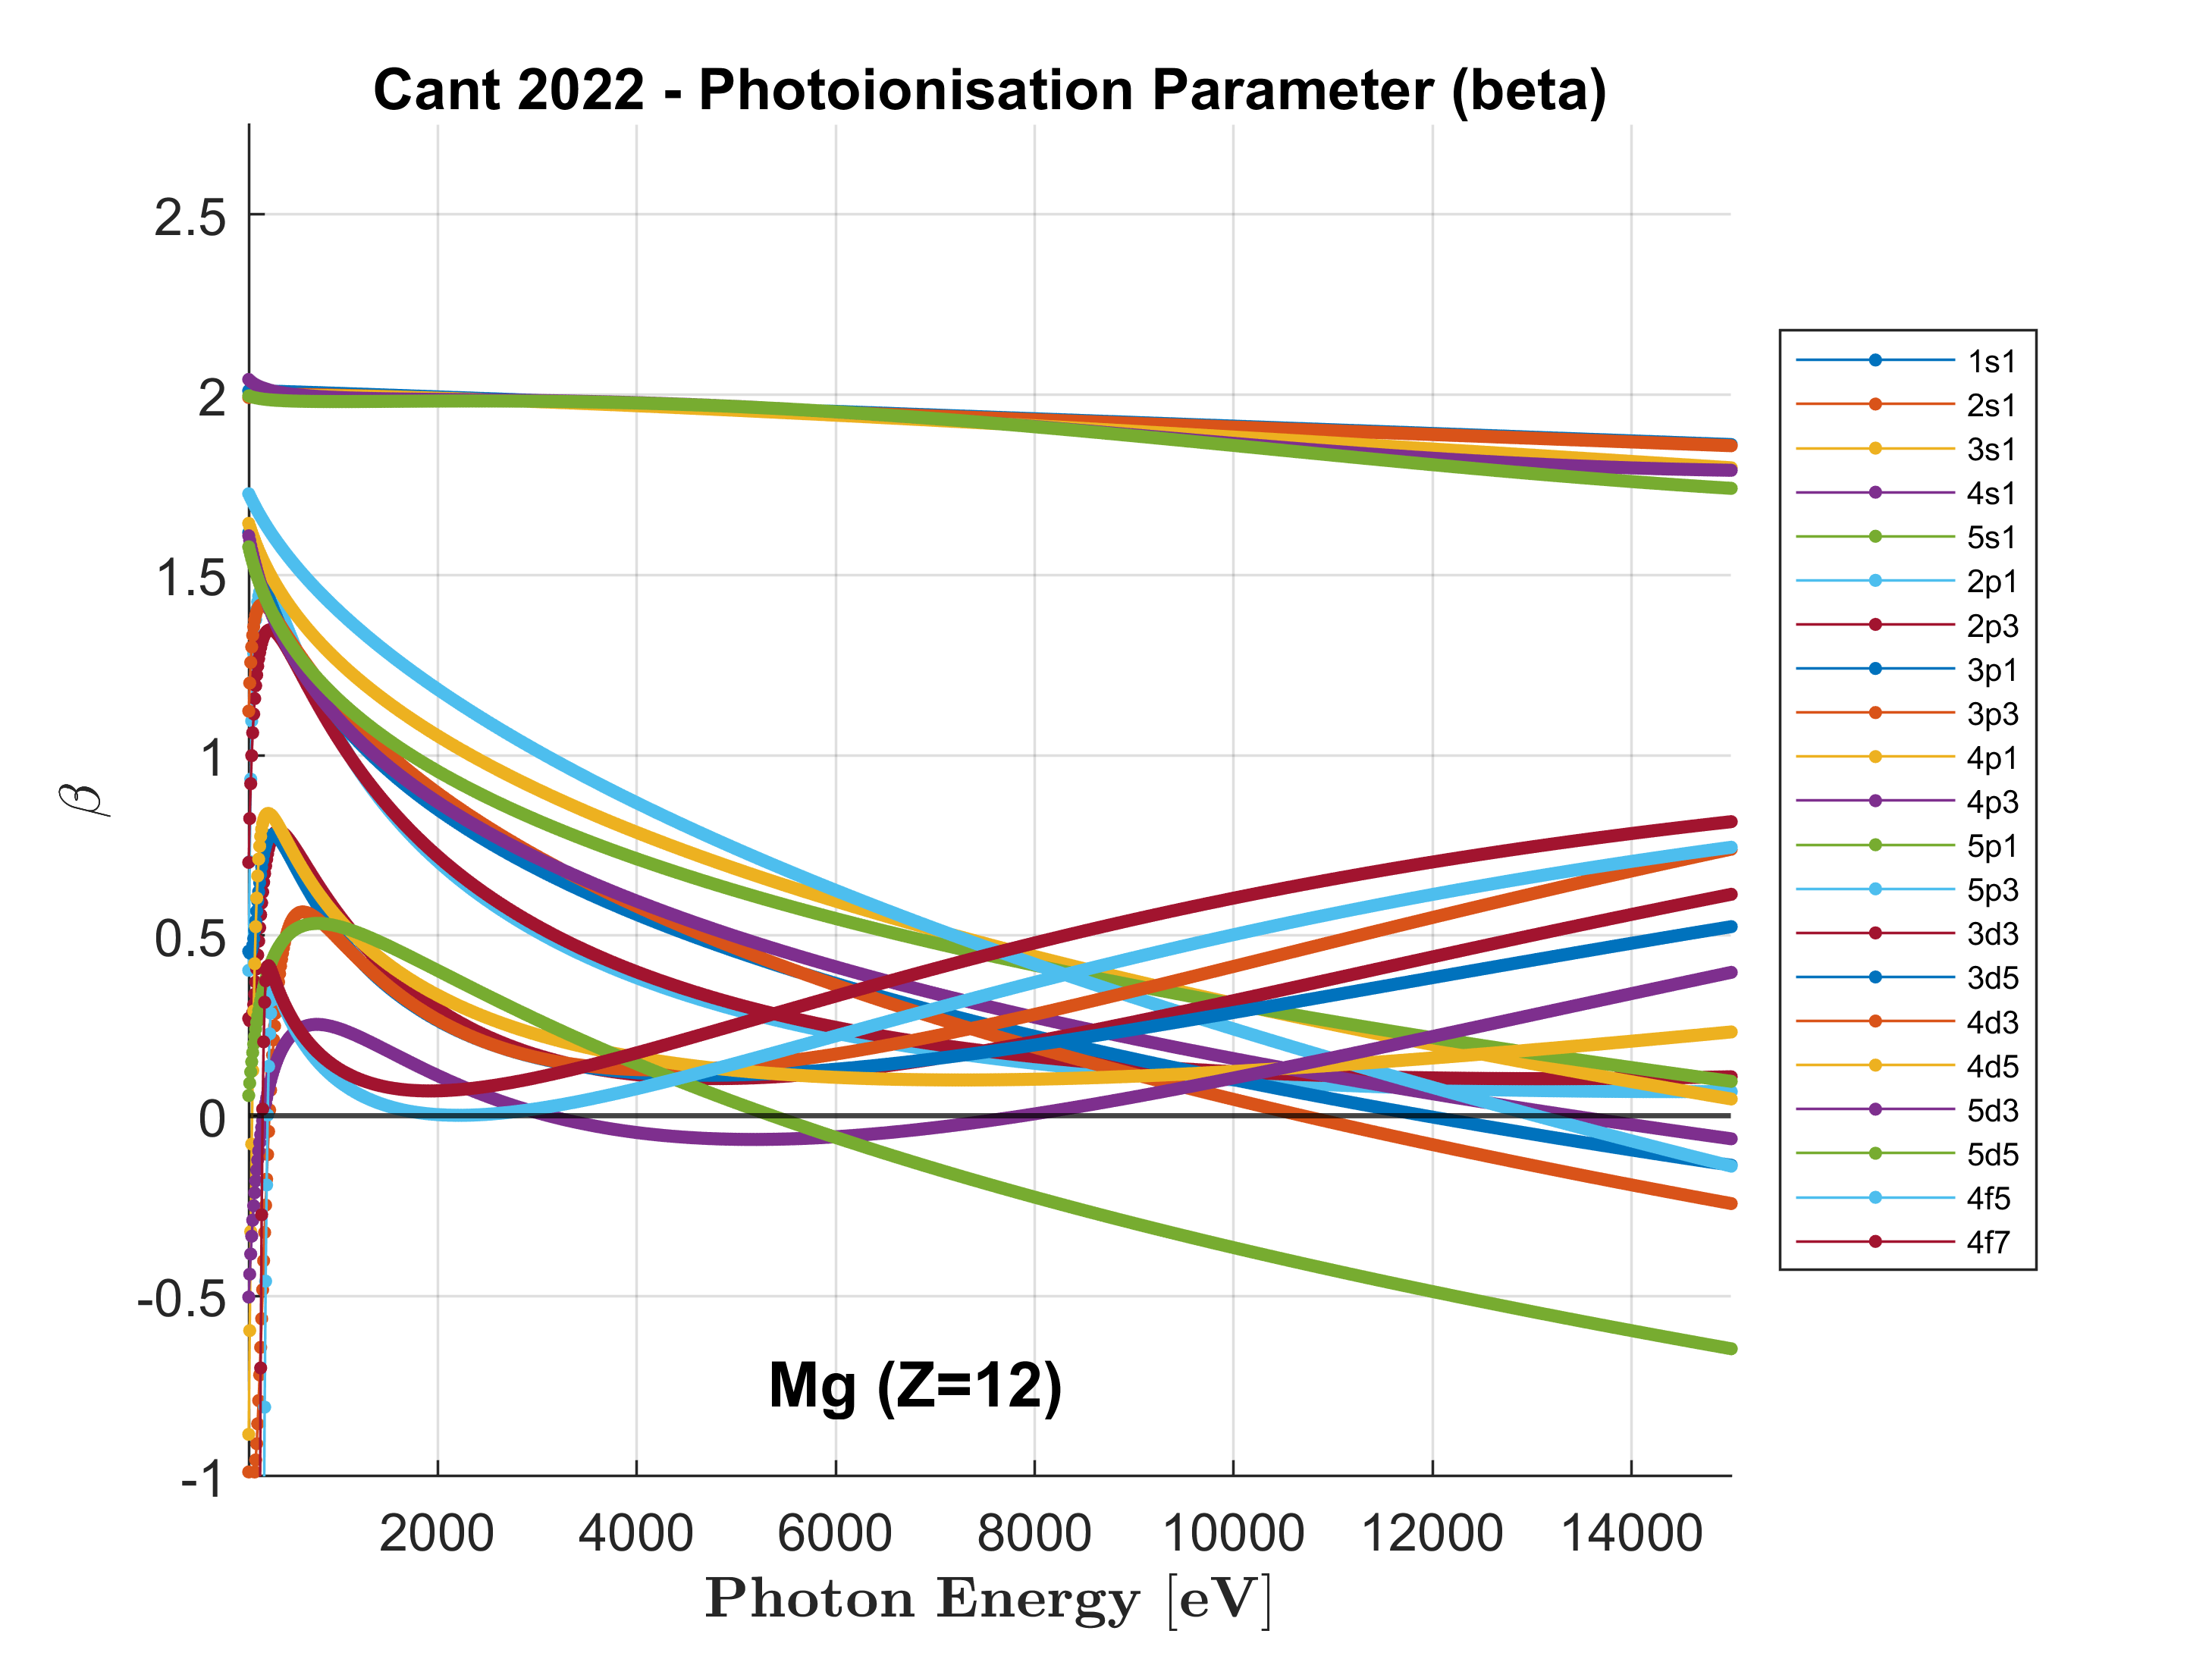 Cant 2022 - Photoionisation Parameter (beta)
2.5
2
1.5
1
0.5
0
-0.5
-1
β
2000 4000 6000 8000 10000 12000 14000
Photon Energy [eV]
Mg (Z=12)
1s1
2s1
3s1
4s1
5s1
2p1
2p3
3p1
3p3
4p1
4p3
5p1
5p3
3d3
3d5
4d3
4d5
5d3
5d5
4f5
4f7